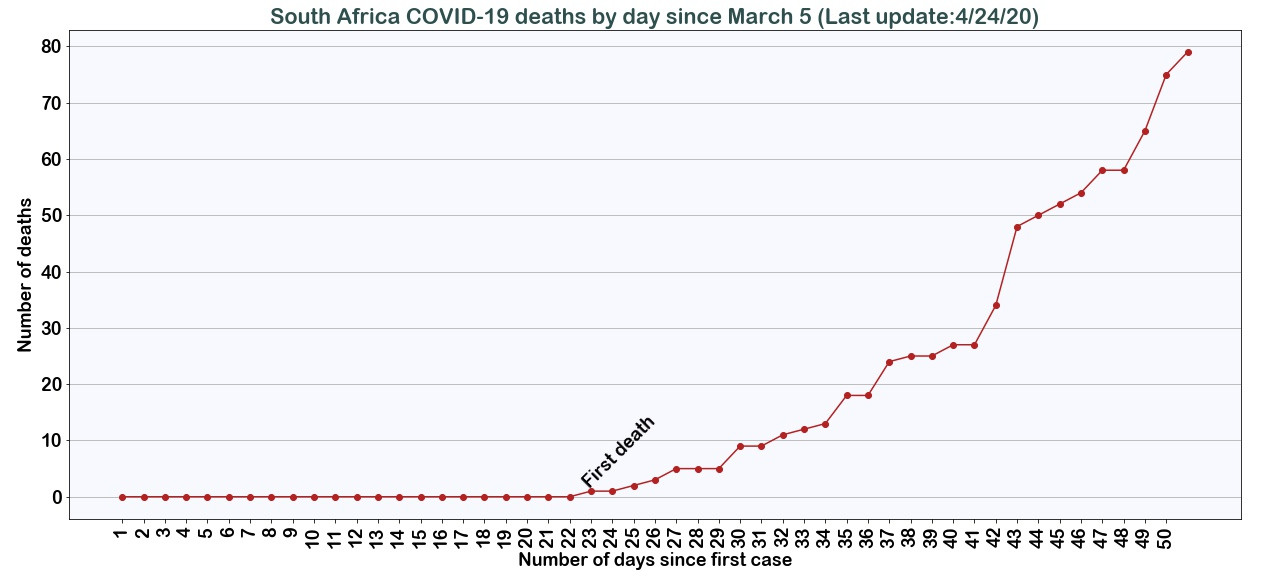 South Africa COVID-19 deaths by day since March 5 (Last update:4/24/20)
80
70
60
50
40
30
20
10
0
Number of deaths
First death
1 2 3 4 5 6 7 8 9 10 11 12 13 14 15 16 17 18 19 20 21 22 23 24 25 26 27 28 29 30 31 32 33 34 35 36 37 38 39 40 41 42 43 44 45 46 47 48 49 50
Number of days since first case